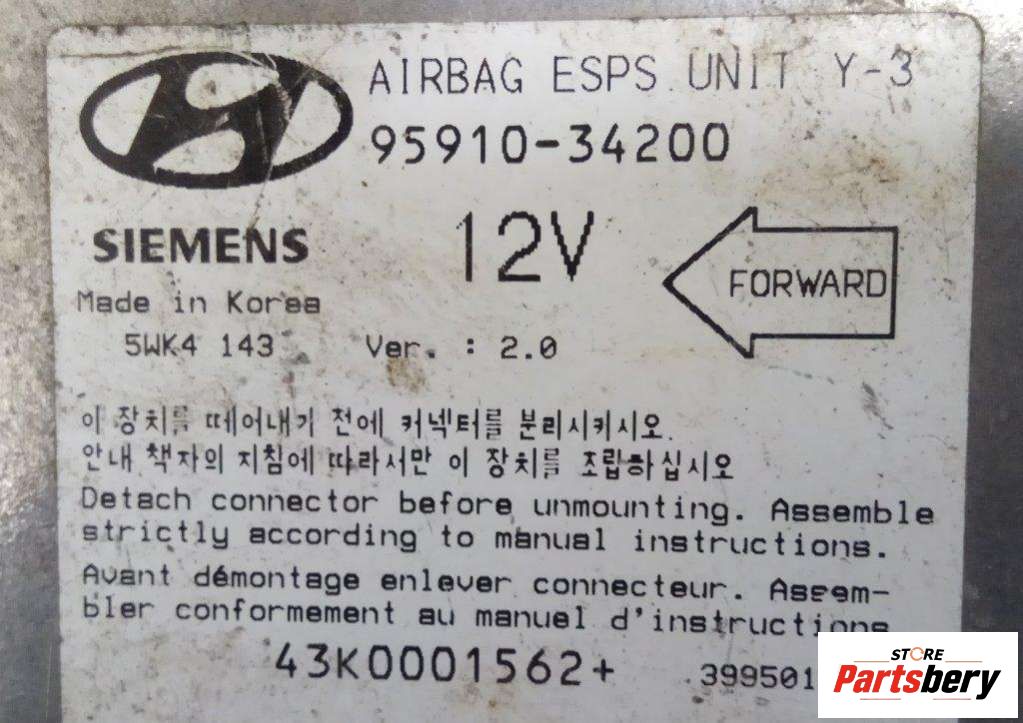 AIRBAG ESPS UNIT Y-3
95910-34200
SIEMENS
12V
FORWARD
Made in Korea
5WK4 143 Ver. : 2.0
이 장치를 떼어내기 전에 커넥터를 분리시키시오.
안내 책자의 지침에 따라서만 이 장치를 조립하십시오
Detach connector before unmounting. Assemble
strictly according to manual instructions.
Avant démontage enlever connecteur. Assem-
bler conformement au manuel d'instructions
43K0001562+ 399501
STORE
Partsbery